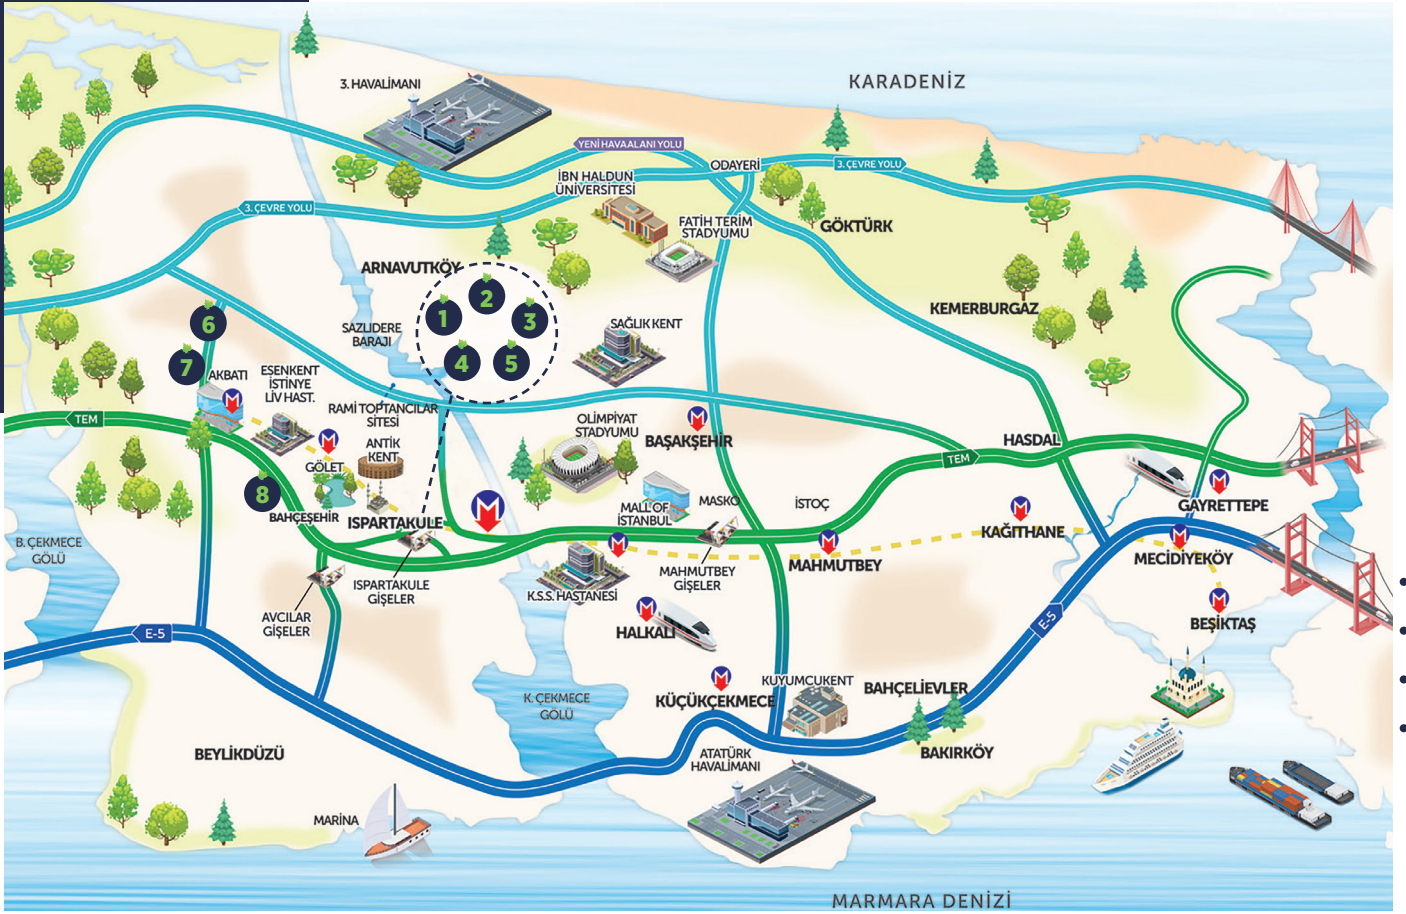 KARADENİZ
3. HAVALİMANI
YENİ HAVAALANI YOLU
ODAYERİ
3. ÇEVRE YOLU
İBN HALDUN
ÜNİVERSİTESİ
3. ÇEVRE YOLU
FATİH TERİM
STADYUMU
GÖKTÜRK
ARNAVUTKÖY
2
1
3
4
5
6
7
KEMERBURGAZ
SAZLIDERE
BARAJI
SAĞLIK KENT
AKBATI
M
ESENKENT
İSTİNYE
LİV HAST.
RAMİ TOPTANCILAR
SİTESİ
TEM
OLİMPİYAT
STADYUMU
M
BAŞAKŞEHİR
HASDAL
TEM
M
ANTİK
KENT
GÖLET
8
BAHÇEŞEHİR
ISPARTAKULE
M
MALL OF
İSTANBUL
MASKO
İSTOÇ
M
KAĞITHANE
M
GAYRETTEPE
M
MECİDİYEKÖY
B. ÇEKMECE
GÖLÜ
M
M
MAHMUTBEY
MAHMUTBEY
GİŞELER
ISPARTAKULE
GİŞELER
K.S.S. HASTANESİ
AVCILAR
GİŞELER
M
HALKALI
M
BEŞİKTAŞ
E-5
E-5
M
KÜÇÜKÇEKMECE
KUYUMCUKENT
BAHÇELİEVLER
K. ÇEKMECE
GÖLÜ
BEYLİKDÜZÜ
ATATÜRK
HAVALİMANI
BAKIRKÖY
MARİNA
MARMARA DENİZİ